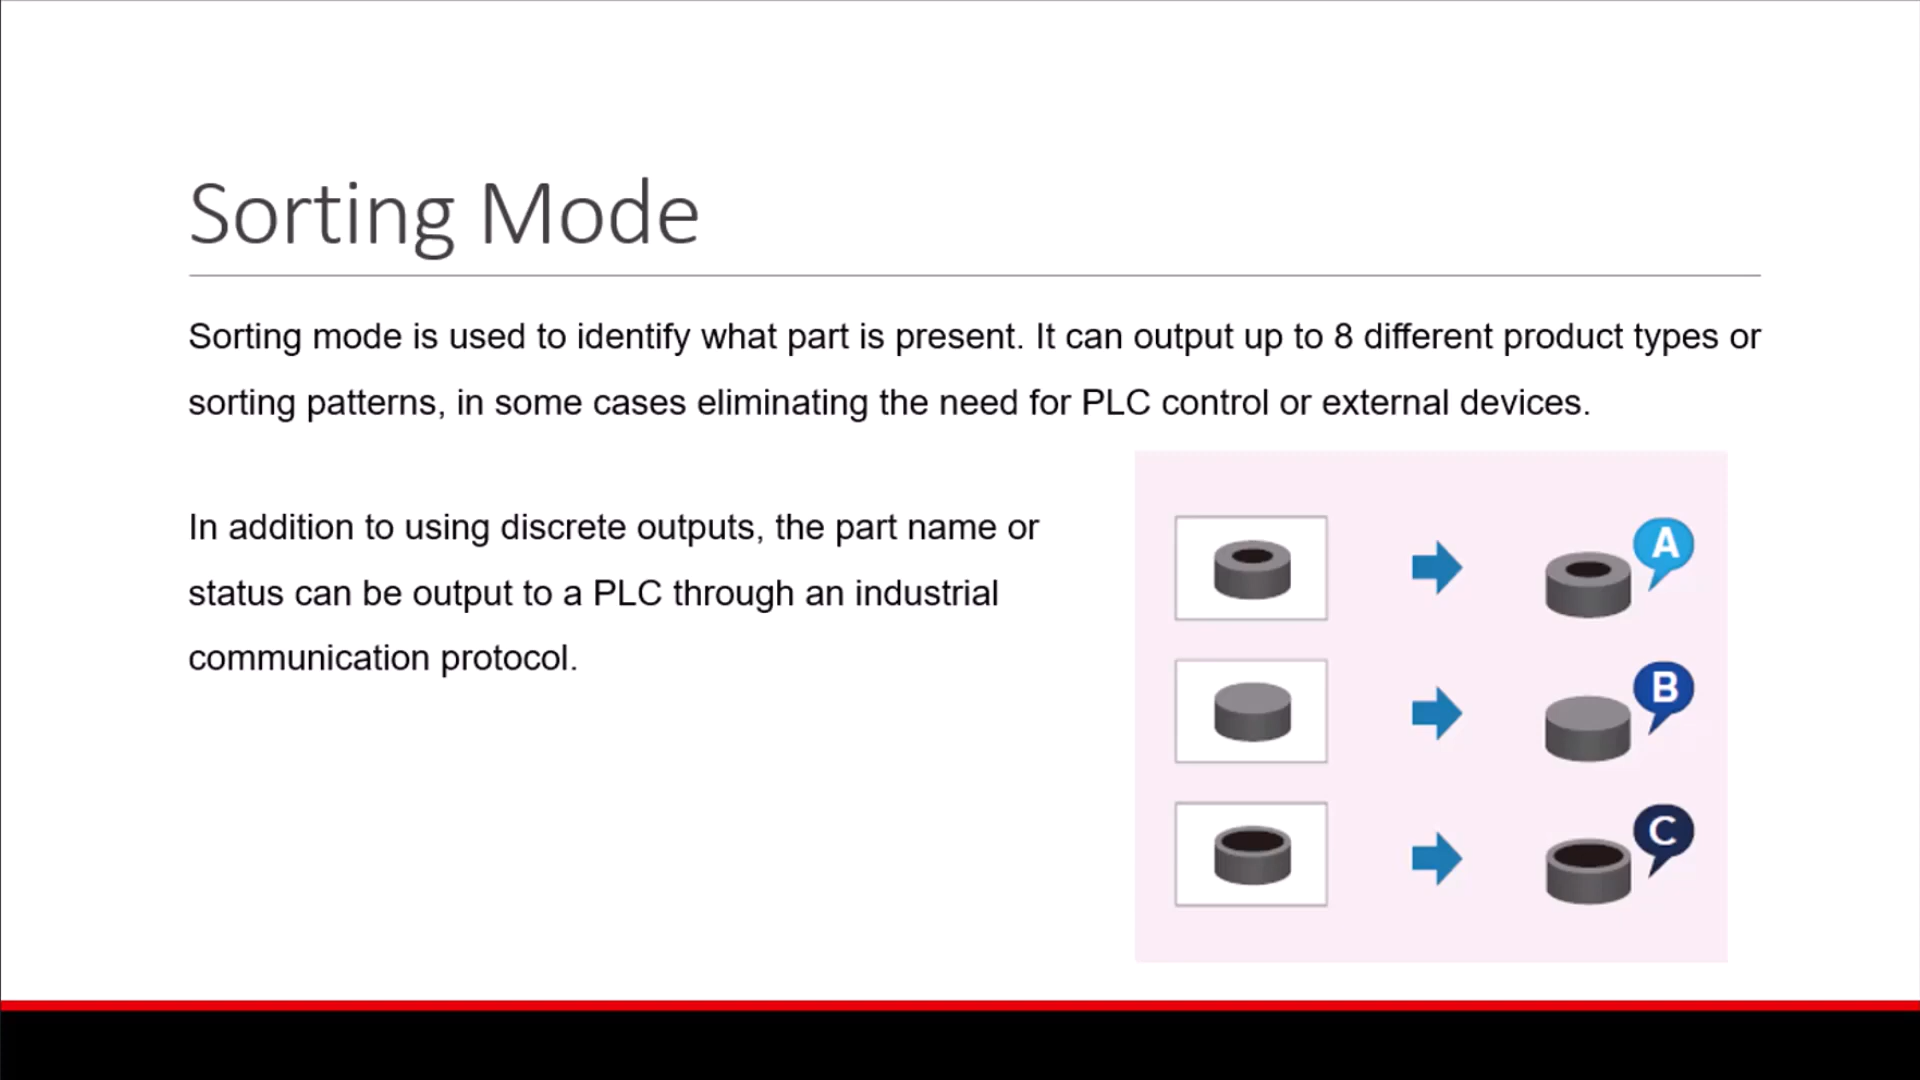 Sorting Mode
Sorting mode is used to identify what part is present. It can output up to 8 different product types or
sorting patterns, in some cases eliminating the need for PLC control or external devices.
In addition to using discrete outputs, the part name or
status can be output to a PLC through an industrial
communication protocol.
A
B
C